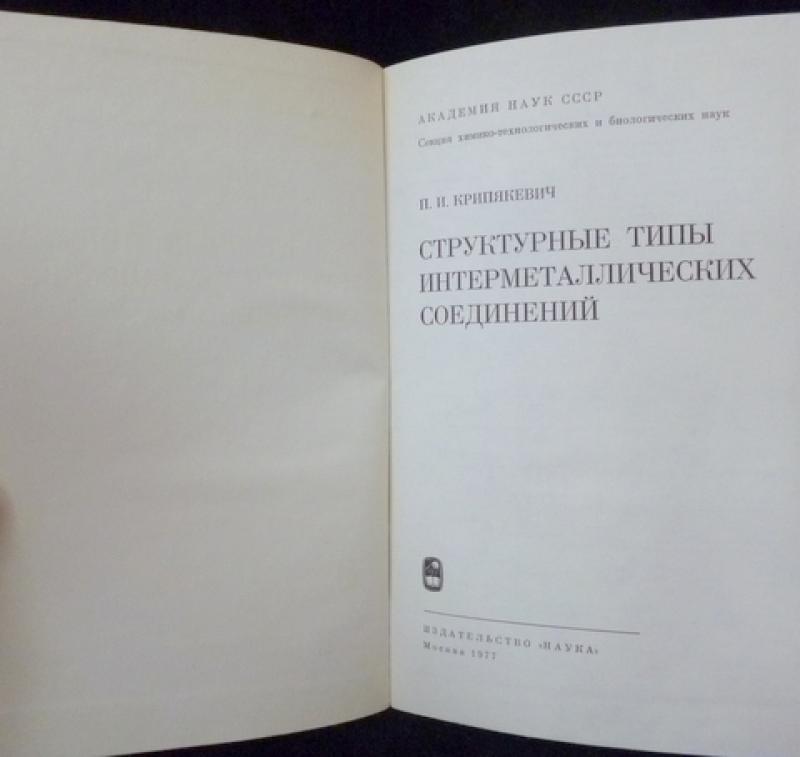 АКАДЕМИЯ НАУК СССР
Секция химико-технологических и биологических наук
П. И. КРИПЯКЕВИЧ
СТРУКТУРНЫЕ ТИПЫ
ИНТЕРМЕТАЛЛИЧЕСКИХ
СОЕДИНЕНИЙ
ИЗДАТЕЛЬСТВО «НАУКА»
Москва 1977